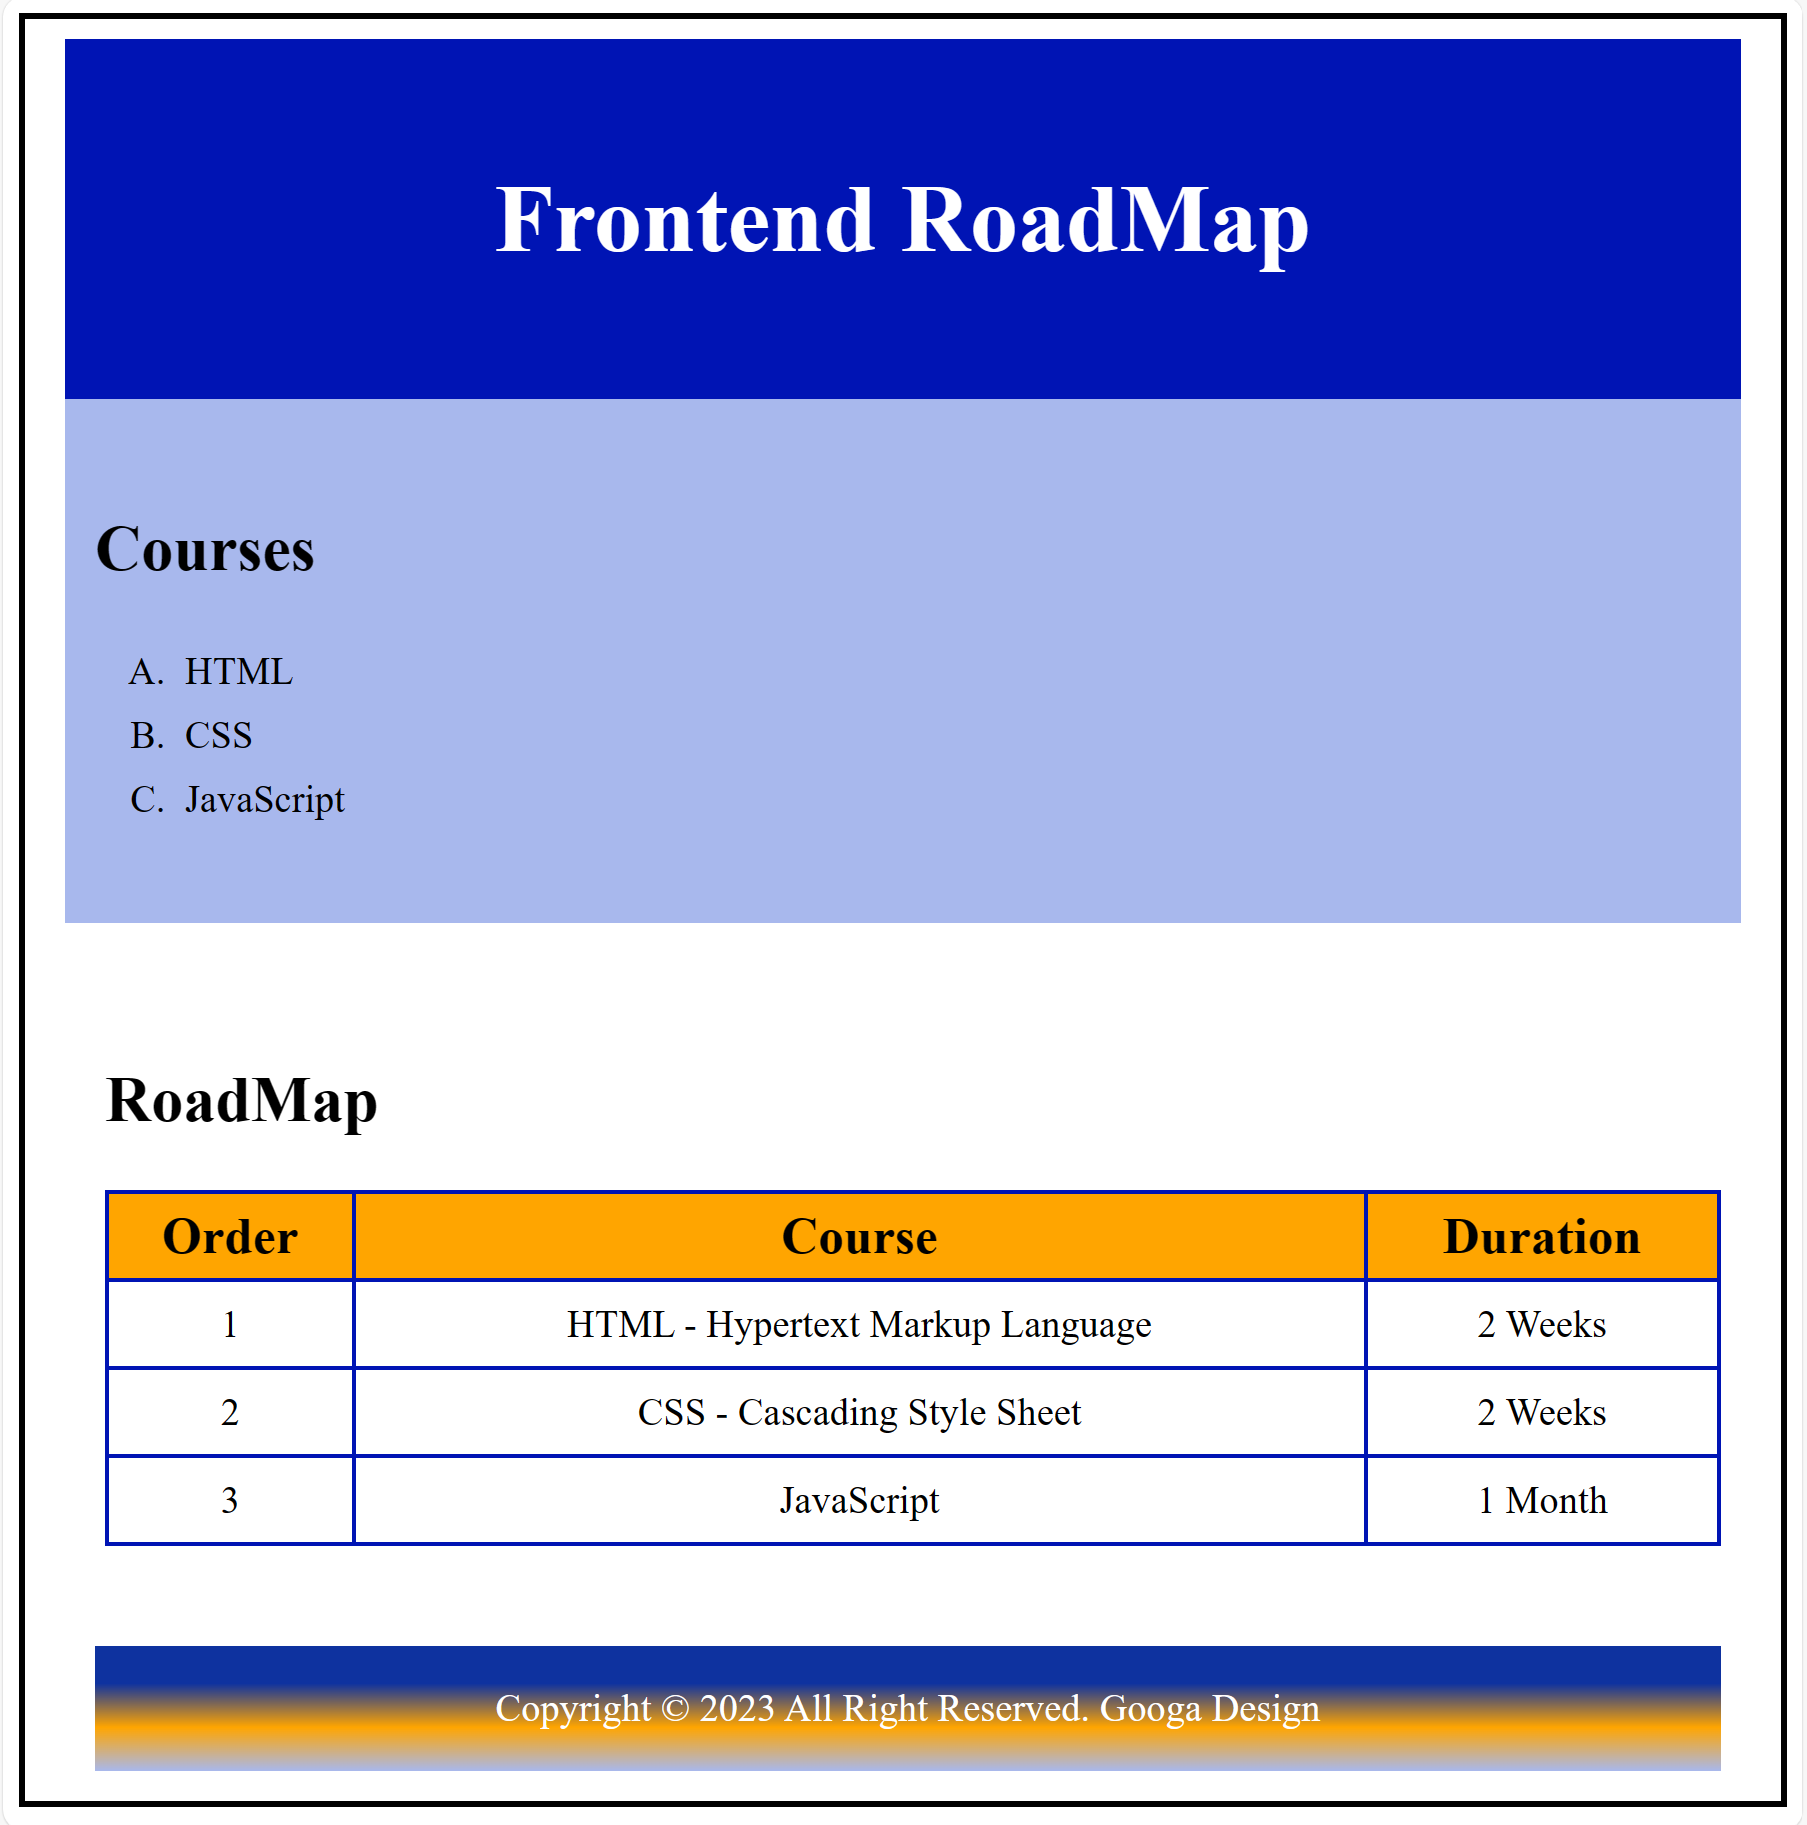 Frontend RoadMap
Courses
A. HTML
B. CSS
C. JavaScript
RoadMap
Order Course Duration
1 HTML - Hypertext Markup Language 2 Weeks
2 CSS - Cascading Style Sheet 2 Weeks
3 JavaScript 1 Month
Copyright © 2023 All Right Reserved. Googa Design